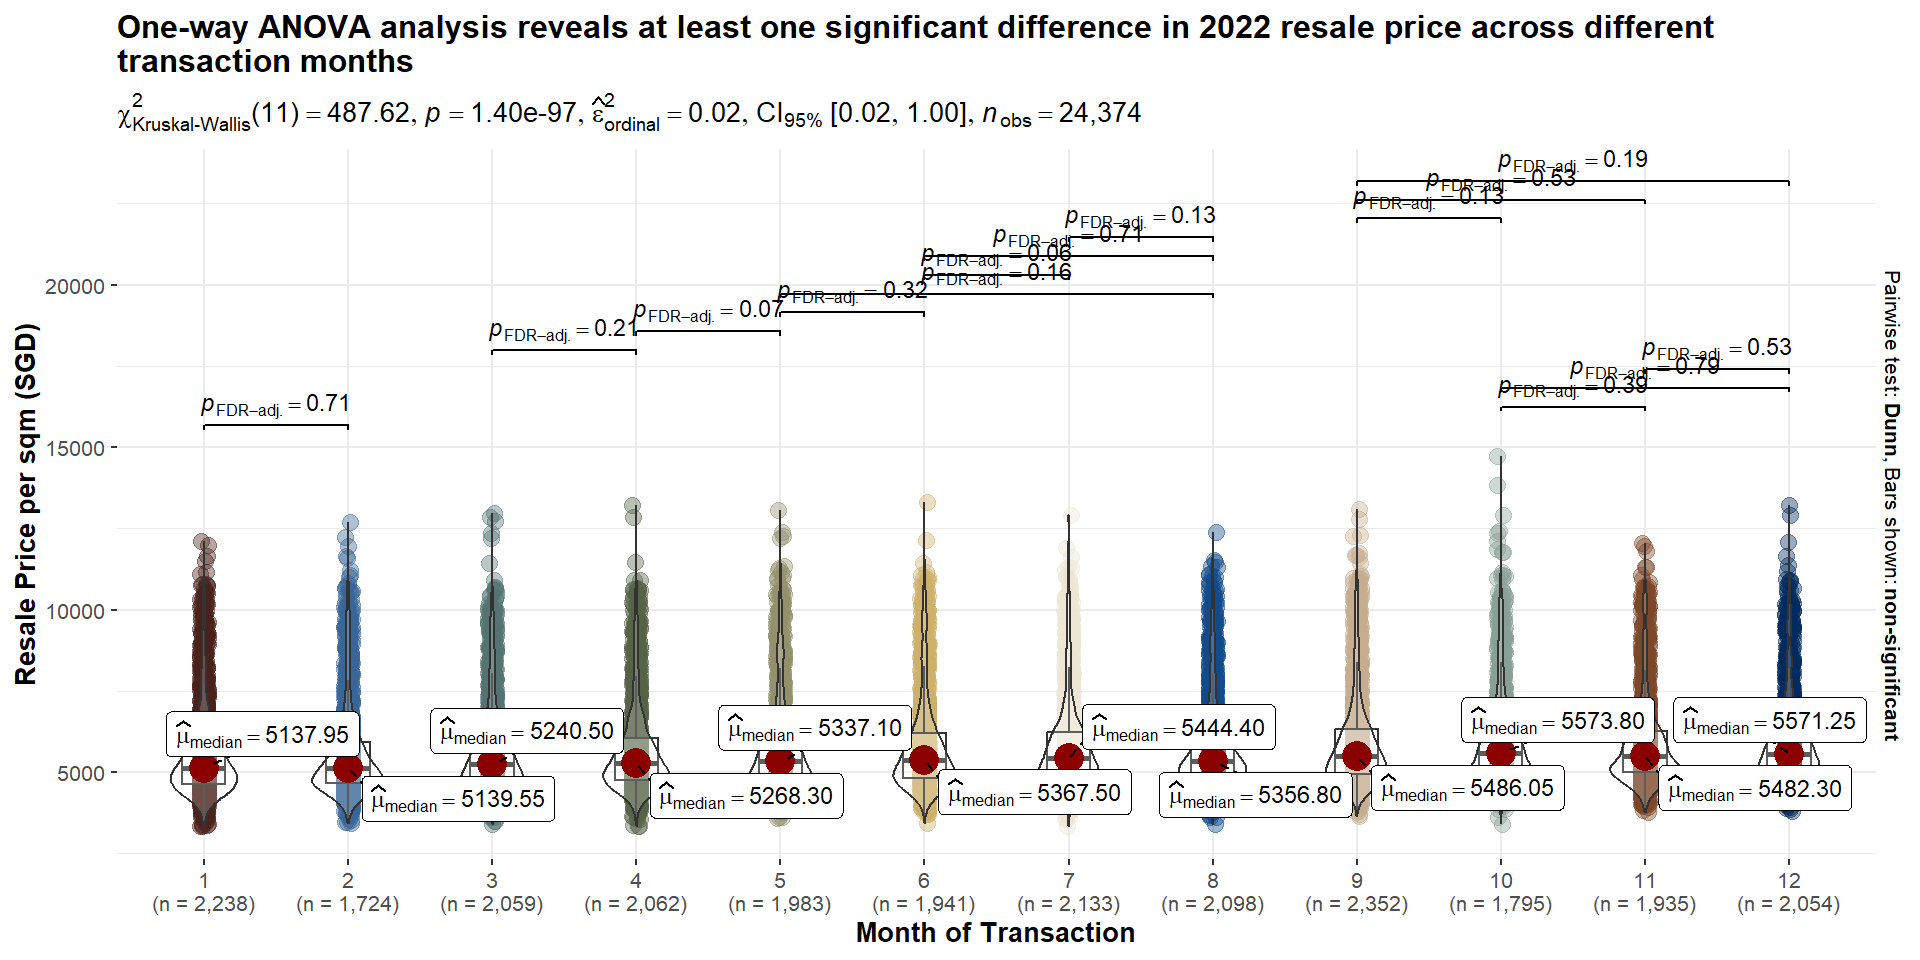 One-way ANOVA analysis reveals at least one significant difference in 2022 resale price across different
transaction months
χ²Kruskal-Wallis(11) = 487.62, p = 1.40e-97, ε̂²ordinal = 0.02, CI95% [0.02, 1.00], nobs = 24,374
pFDR–adj. = 0.19
pFDR–adj. = 0.53
pFDR–adj. = 0.13
pFDR–adj. = 0.13
pFDR–adj. = 0.71
pFDR–adj. = 0.06
pFDR–adj. = 0.16
pFDR–adj. = 0.32
pFDR–adj. = 0.07
pFDR–adj. = 0.21
pFDR–adj. = 0.53
pFDR–adj. = 0.79
pFDR–adj. = 0.39
pFDR–adj. = 0.71
20000
15000
10000
5000
Resale Price per sqm (SGD)
Pairwise test: Dunn, Bars shown: non-significant
μ̂median = 5137.95
μ̂median = 5139.55
μ̂median = 5240.50
μ̂median = 5268.30
μ̂median = 5337.10
μ̂median = 5367.50
μ̂median = 5444.40
μ̂median = 5356.80
μ̂median = 5486.05
μ̂median = 5573.80
μ̂median = 5482.30
μ̂median = 5571.25
1 2 3 4 5 6 7 8 9 10 11 12
(n = 2,238) (n = 1,724) (n = 2,059) (n = 2,062) (n = 1,983) (n = 1,941) (n = 2,133) (n = 2,098) (n = 2,352) (n = 1,795) (n = 1,935) (n = 2,054)
Month of Transaction